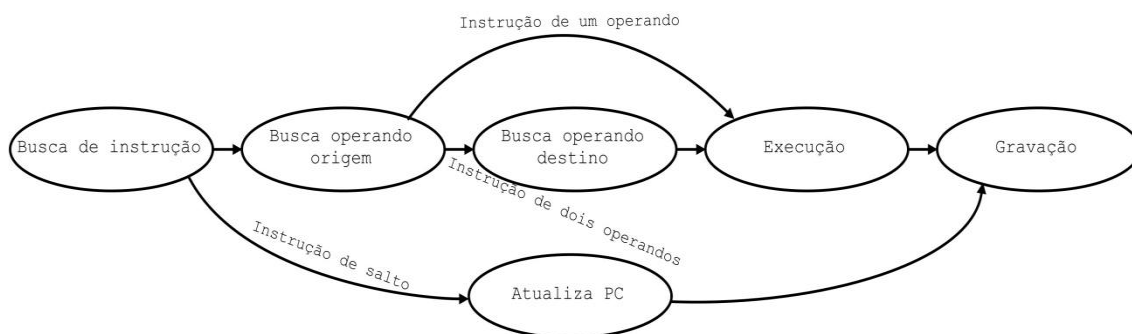 Instrução de um operando
Busca de instrução
Busca operando
origem
Busca operando
destino
Execução
Gravação
Instrução de dois operandos
Instrução de salto
Atualiza PC